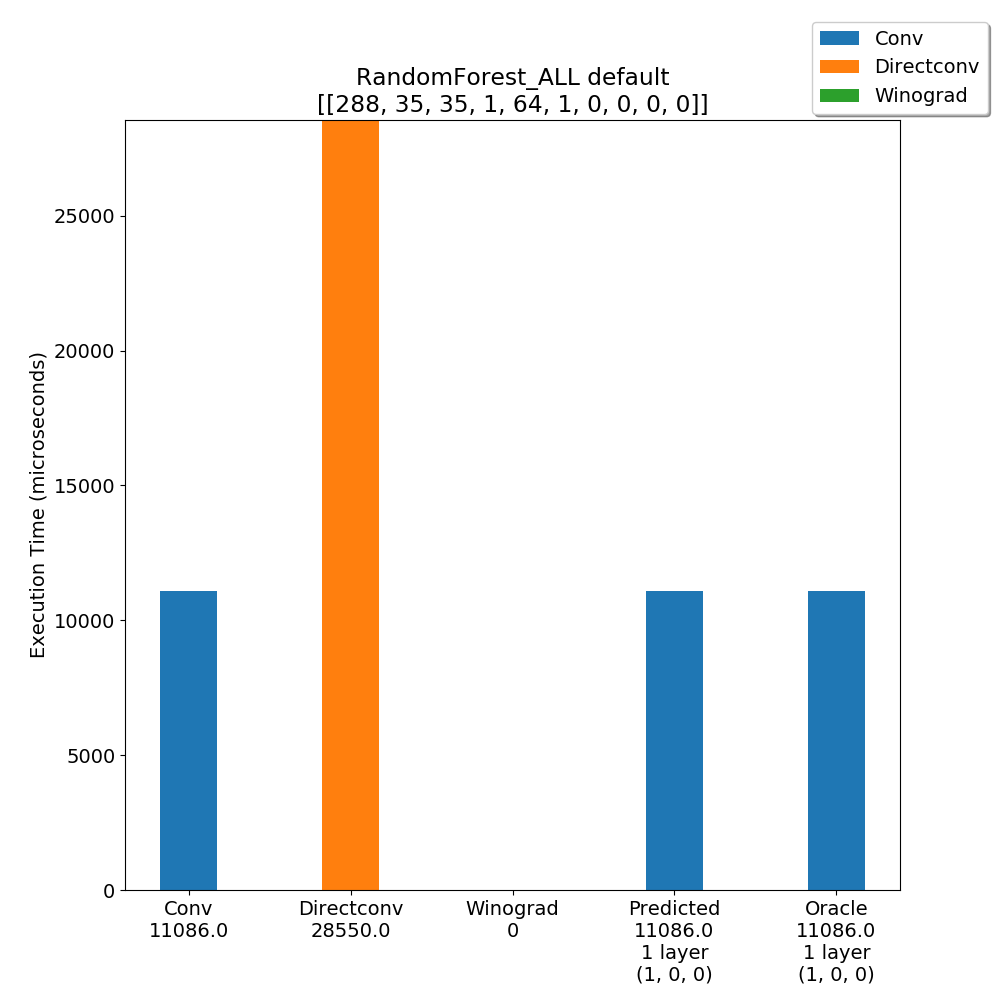 Conv
Directconv
Winograd
RandomForest_ALL default
[[288, 35, 35, 1, 64, 1, 0, 0, 0, 0]]
Execution Time (microseconds)
25000
20000
15000
10000
5000
0
Conv
11086.0
Directconv
28550.0
Winograd
0
Predicted
11086.0
1 layer
(1, 0, 0)
Oracle
11086.0
1 layer
(1, 0, 0)